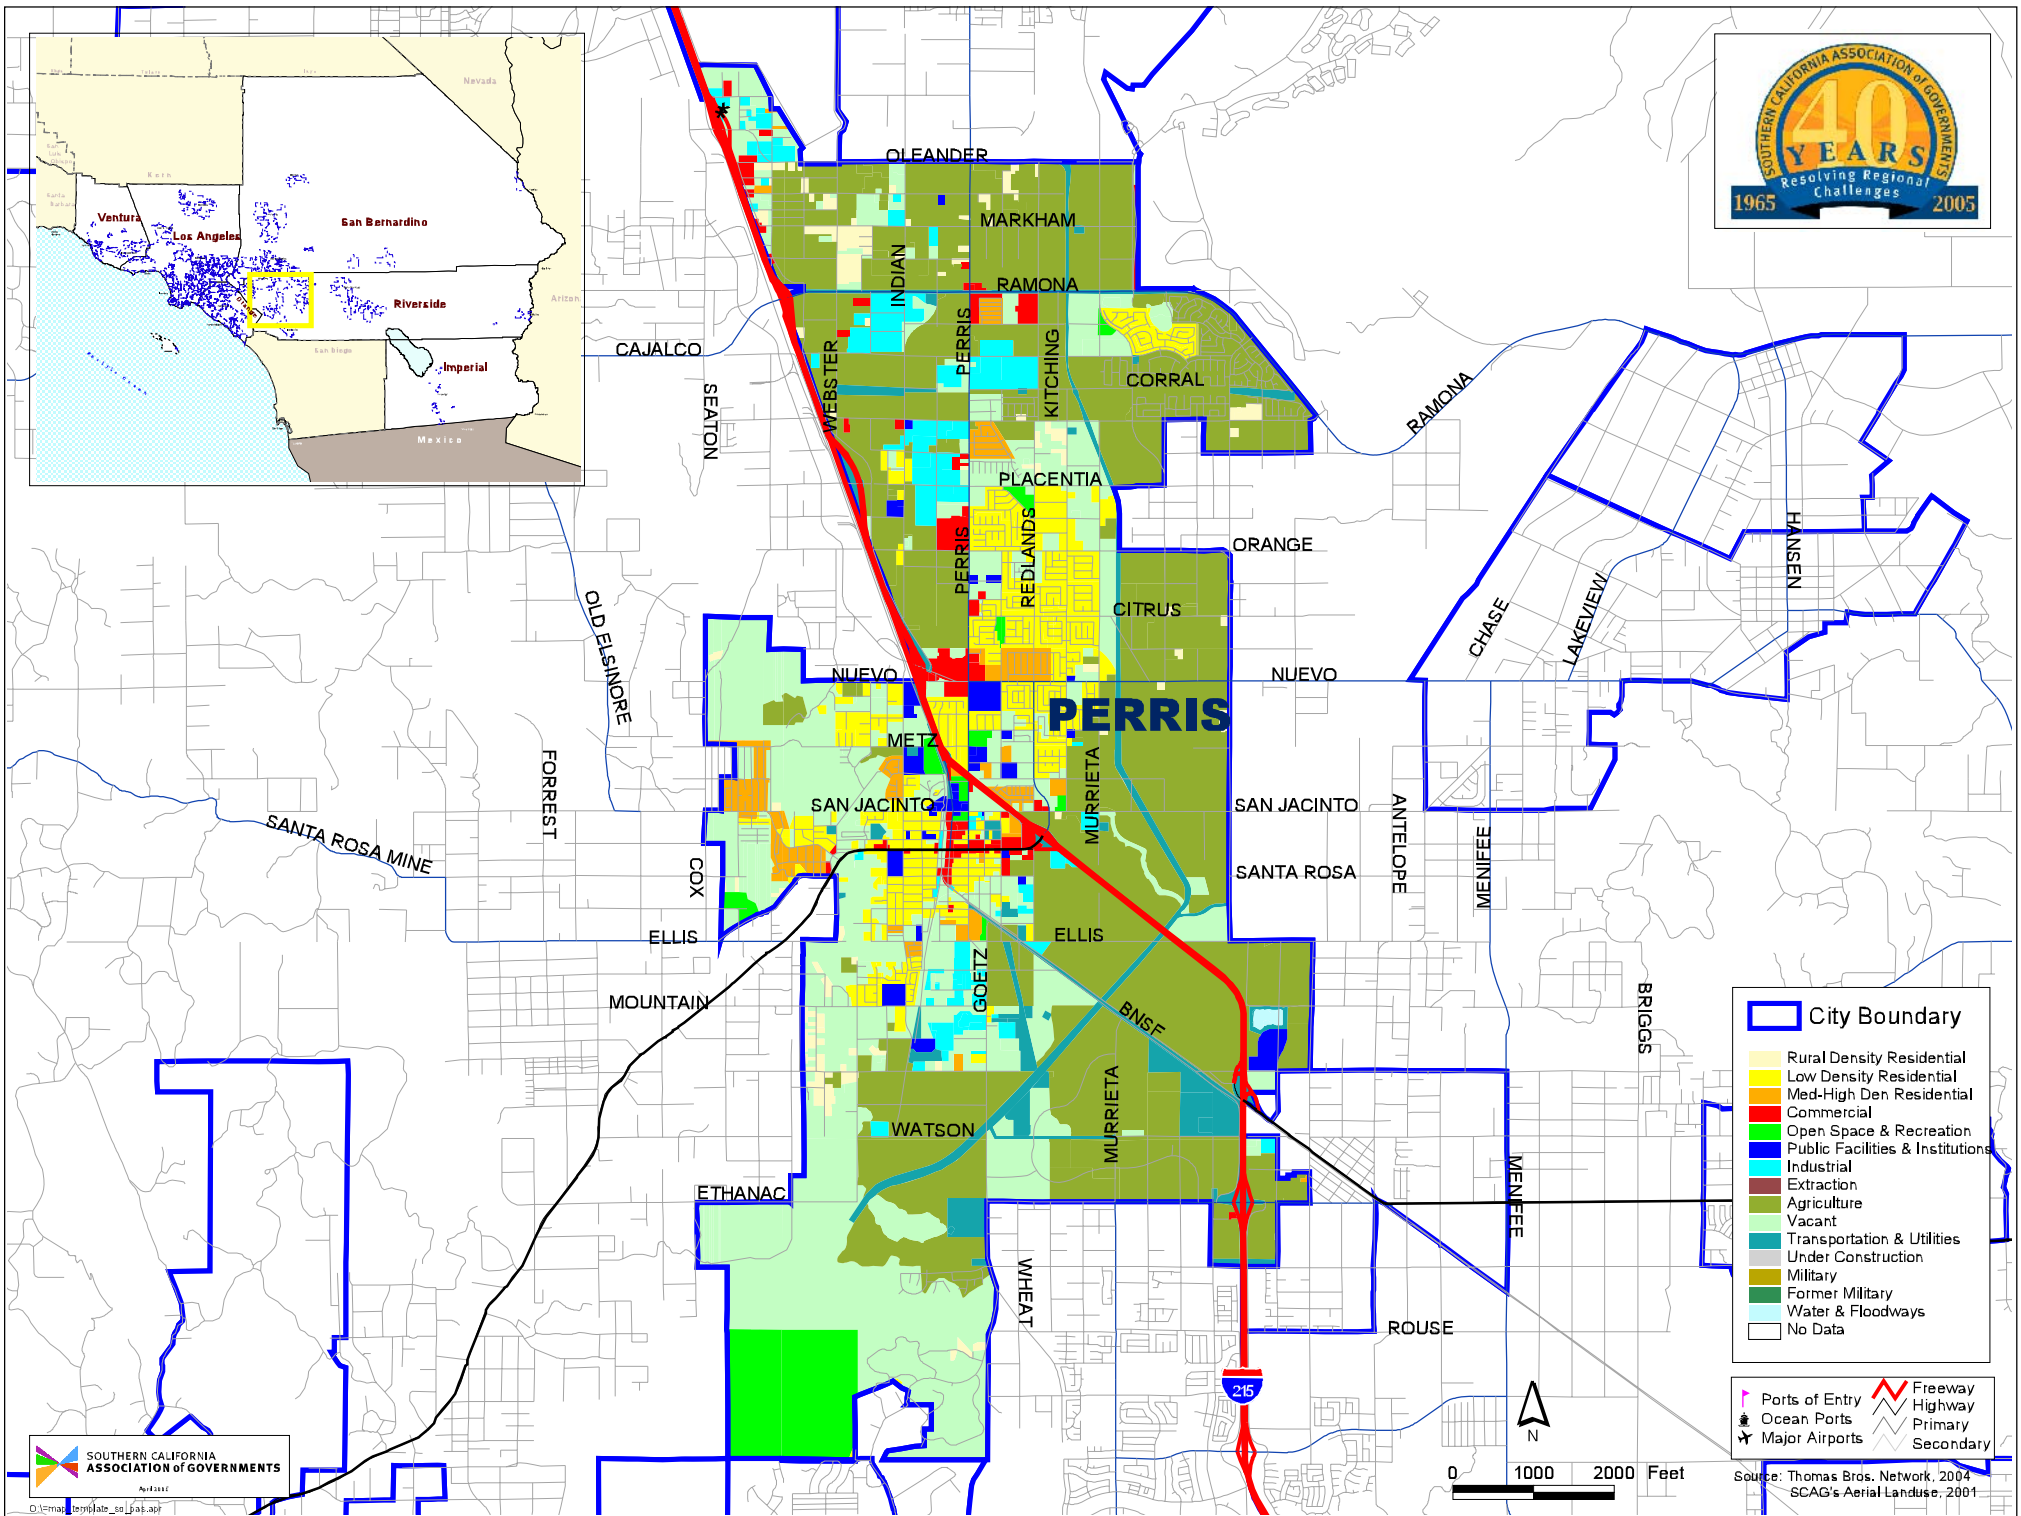 Nevada
Kern
Ventura
Los Angeles
San Bernardino
Riverside
Arizona
Orange
San Diego
Imperial
Mexico
Pacific Ocean
SOUTHERN CALIFORNIA ASSOCIATION of GOVERNMENTS
40
YEARS
Resolving Regional
Challenges
1965
2005
OLEANDER
MARKHAM
INDIAN
RAMONA
PERRIS
KITCHING
CAJALCO
WEBSTER
SEATON
CORRAL
RAMONA
PLACENTIA
REDLANDS
PERRIS
ORANGE
HANSEN
CITRUS
CHASE
LAKEVIEW
OLD ELSINORE
NUEVO
NUEVO
PERRIS
METZ
MURRIETA
FORREST
SAN JACINTO
SAN JACINTO
ANTELOPE
SANTA ROSA MINE
COX
SANTA ROSA
MENIFEE
ELLIS
ELLIS
GOETZ
MOUNTAIN
BNSF
BRIGGS
MURRIETA
WATSON
ETHANAC
MENIFEE
WHEAT
ROUSE
215
City Boundary
Rural Density Residential
Low Density Residential
Med-High Den Residential
Commercial
Open Space & Recreation
Public Facilities & Institutions
Industrial
Extraction
Agriculture
Vacant
Transportation & Utilities
Under Construction
Military
Former Military
Water & Floodways
No Data
Ports of Entry
Ocean Ports
Major Airports
Freeway
Highway
Primary
Secondary
N
0 1000 2000 Feet
Source: Thomas Bros. Network, 2004
SCAG's Aerial Landuse, 2001
SOUTHERN CALIFORNIA
ASSOCIATION of GOVERNMENTS